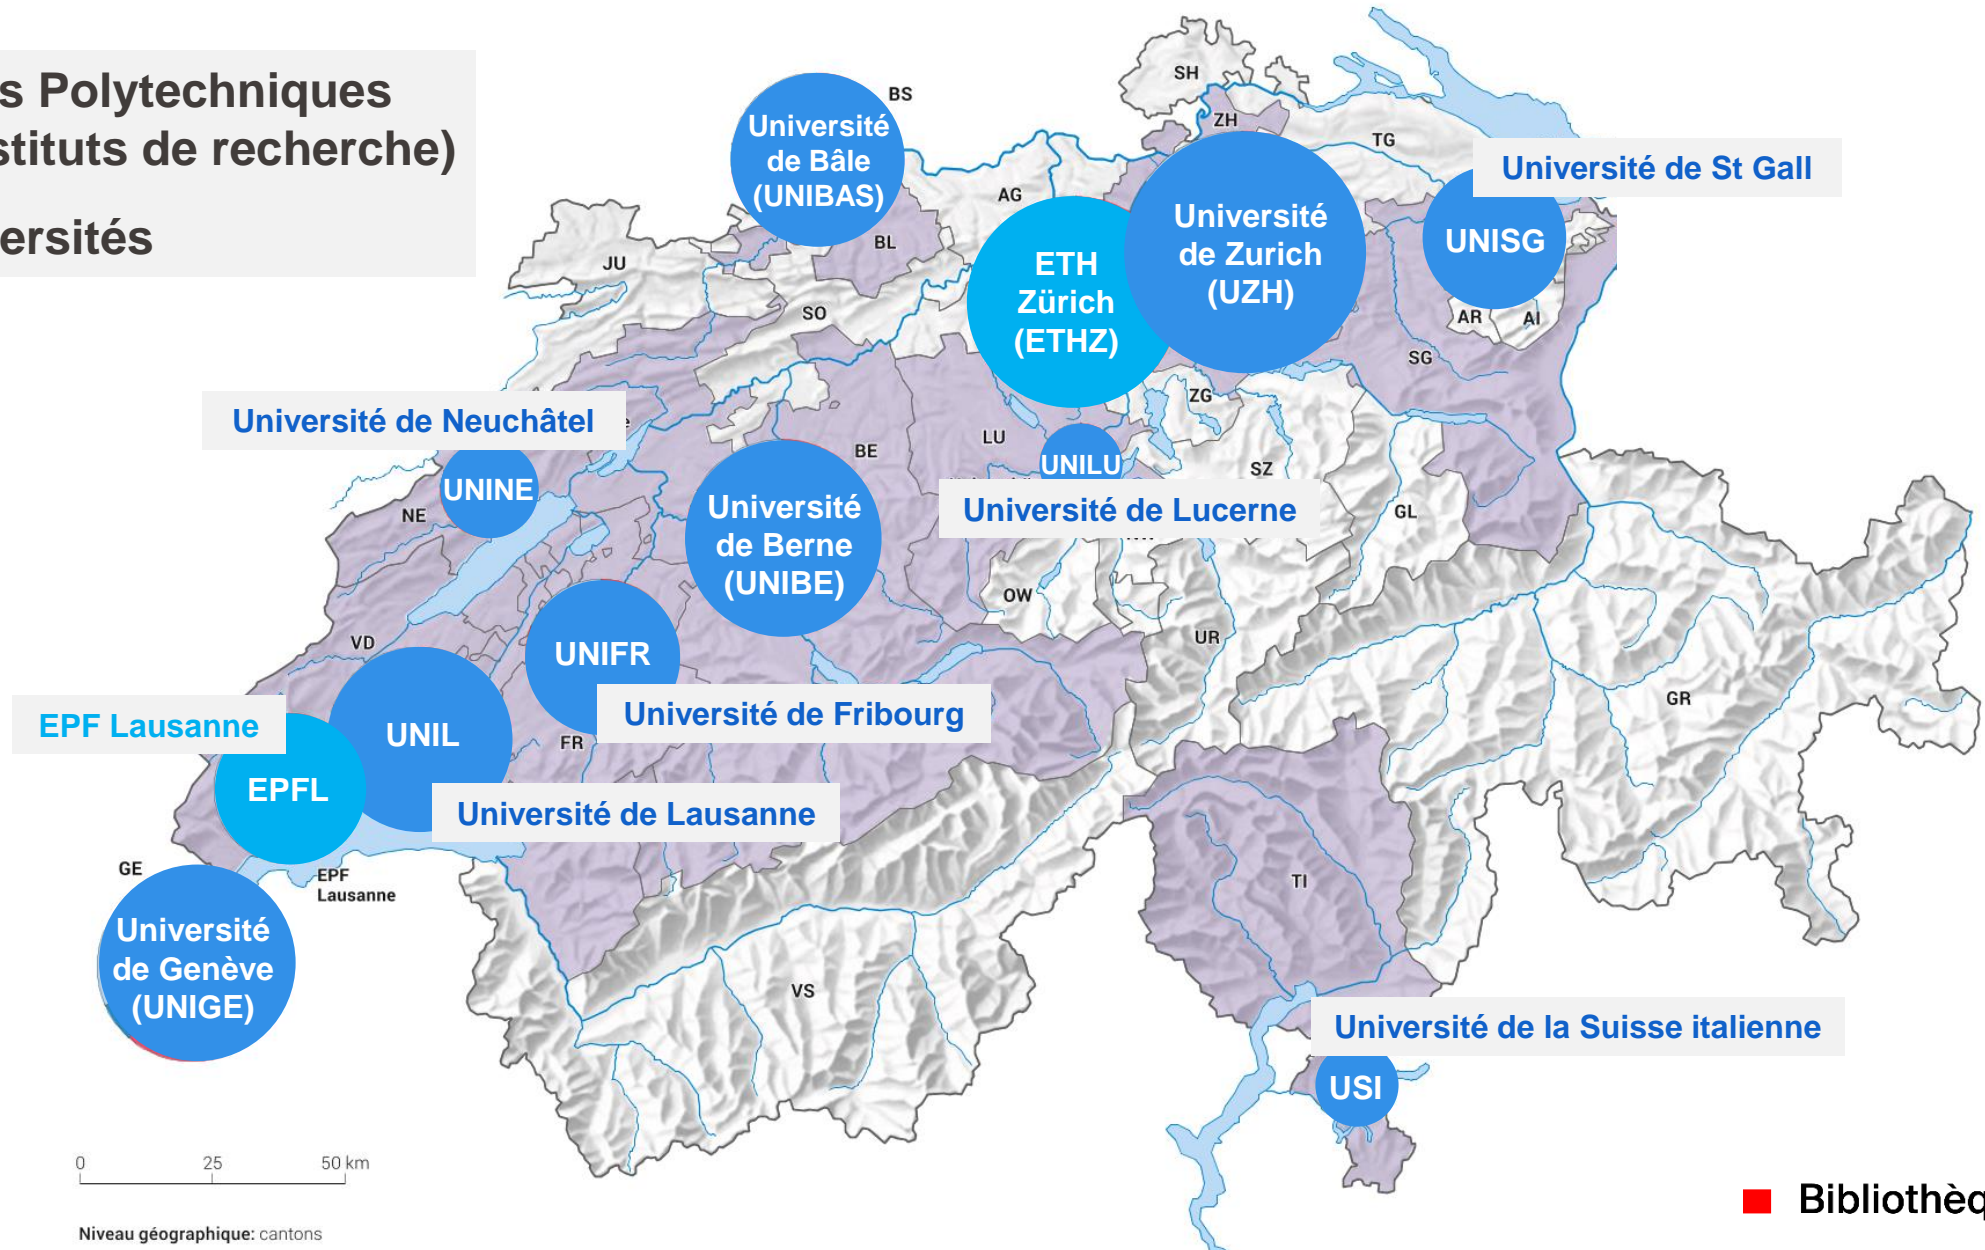 s Polytechniques
stituts de recherche)
ersités
SH
BS
Université
de Bâle
(UNIBAS)
ZH
TG
Université de St Gall
AG
Université
de Zurich
(UZH)
BL
UNISG
JU
ETH
Zürich
(ETHZ)
SO
AR
AI
SG
ZG
Université de Neuchâtel
LU
BE
UNILU
SZ
UNINE
Université
de Berne
(UNIBE)
Université de Lucerne
GL
NE
OW
UR
VD
UNIFR
GR
Université de Fribourg
EPF Lausanne
UNIL
FR
EPFL
Université de Lausanne
GE
EPF
Lausanne
TI
Université
de Genève
(UNIGE)
VS
Université de la Suisse italienne
USI
0 25 50 km
Bibliothèq
Niveau géographique: cantons